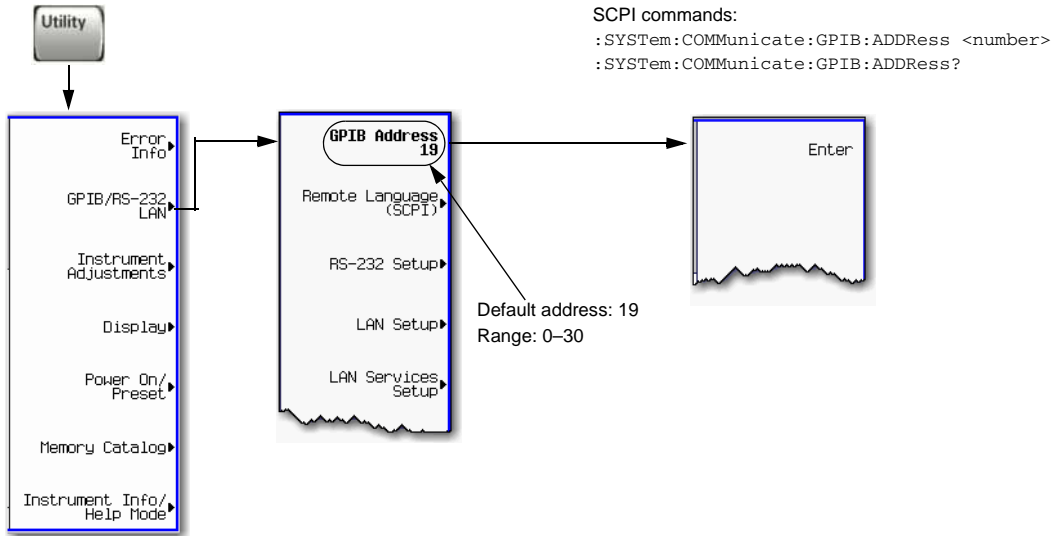 Utility
SCPI commands:
:SYSTem:COMMunicate:GPIB:ADDRess <number>
:SYSTem:COMMunicate:GPIB:ADDRess?
Error
Info
GPIB/RS-232
LAN
Instrument
Adjustments
Display
Power On/
Preset
Memory Catalog
Instrument Info/
Help Mode
GPIB Address
19
Remote Language
(SCPI)
RS-232 Setup
LAN Setup
LAN Services
Setup
Default address: 19
Range: 0–30
Enter